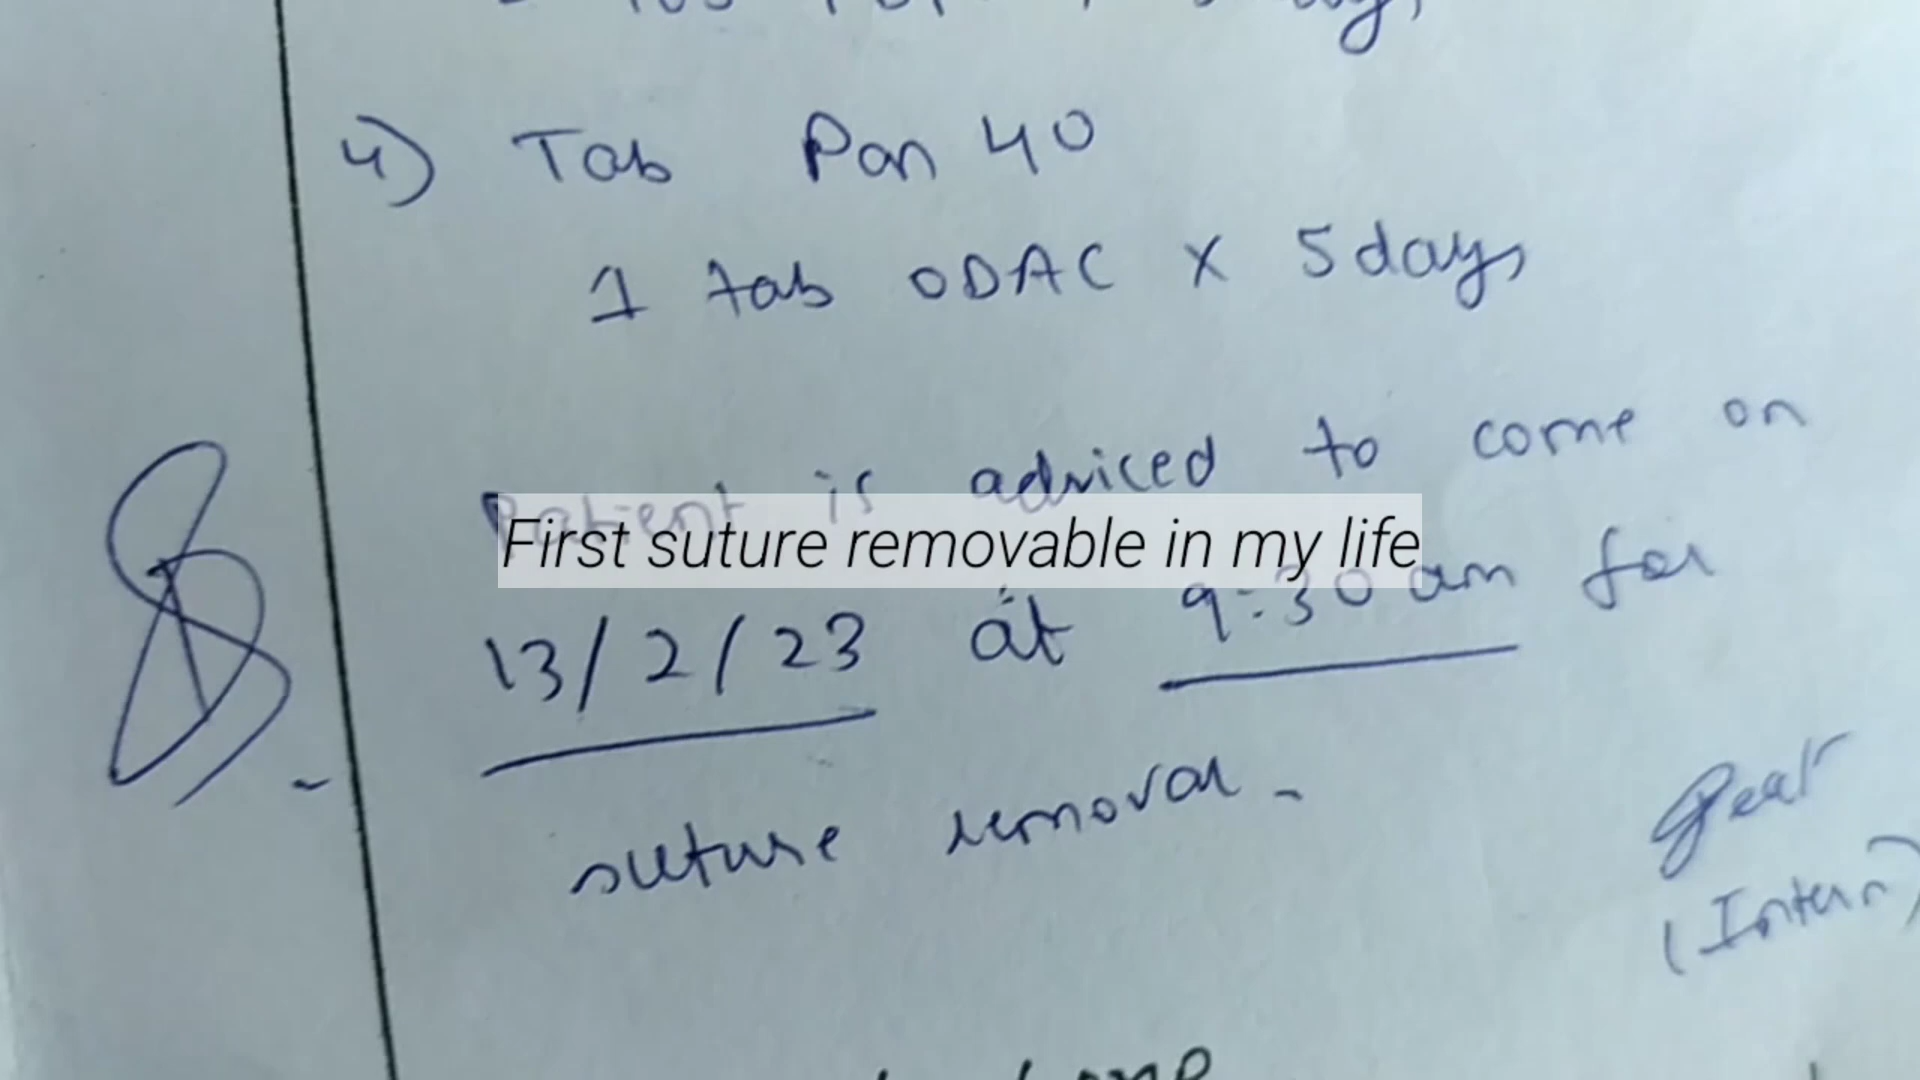 4) Tab Pan 40
1 tab ODAC x 5 days
Patient is adviced to come on
First suture removable in my life
13/2/23 at 9:30 am for
suture removal -
(Intern)